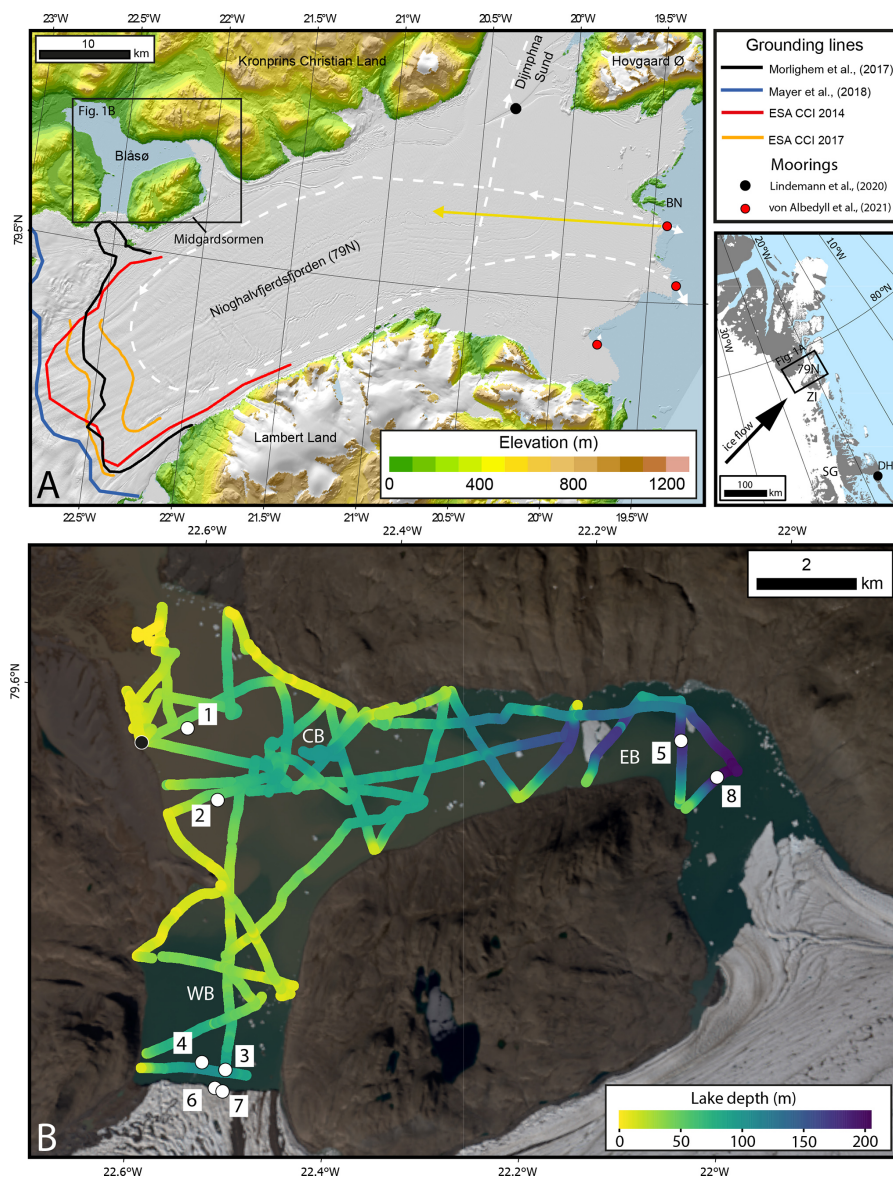 23°W
22.5°W
20.5°W
20°W
19.5°W
10
km
Kronprins Christian Land
Dijmphna
Sund
Hovgaard Ø
Fig. 1B
Blåsø
79.5°N
Midgardsormen
BN
Nioghalvfjerdsfjorden (79N)
Lambert Land
Elevation (m)
0 400 800 1200
A
22.5°W
22°W
21.5°W
21°W
20.5°W
20°W
19.5°W
Grounding lines
Morlighem et al., (2017)
Mayer et al., (2018)
ESA CCI 2014
ESA CCI 2017
Moorings
Lindemann et al., (2020)
von Albedyll et al., (2021)
20°W
10°W
80°N
30°W
Fig. 1A
79N
ZI
ice flow
SG
DH
100
km
22.6°W
22.4°W
22.2°W
22°W
2
km
79.6°N
1
CB
EB
5
8
2
WB
4
3
6
7
B
Lake depth (m)
0 50 100 150 200
22.6°W
22.4°W
22.2°W
22°W